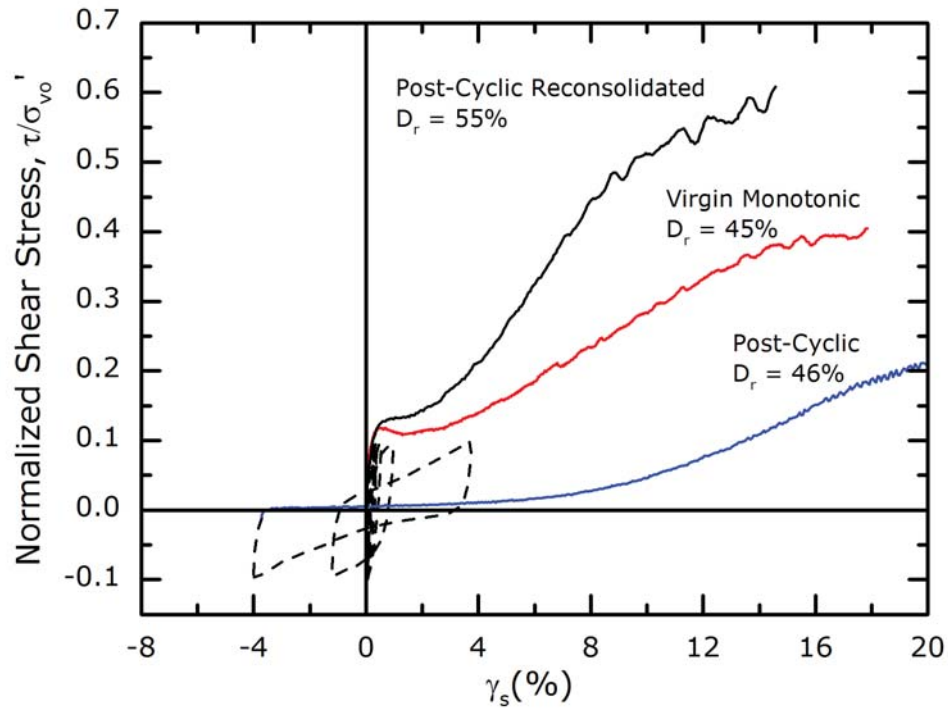 Normalized Shear Stress, τ/σvo'
0.7
0.6
0.5
0.4
0.3
0.2
0.1
0.0
-0.1
Post-Cyclic Reconsolidated
Dr = 55%
Virgin Monotonic
Dr = 45%
Post-Cyclic
Dr = 46%
-8 -4 0 4 8 12 16 20
γs(%)